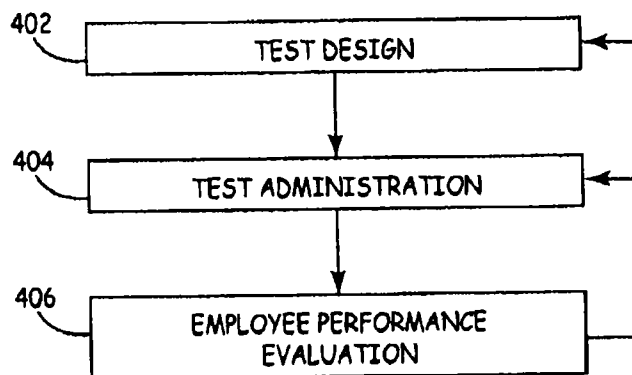 402
TEST DESIGN
404
TEST ADMINISTRATION
406
EMPLOYEE PERFORMANCE
EVALUATION